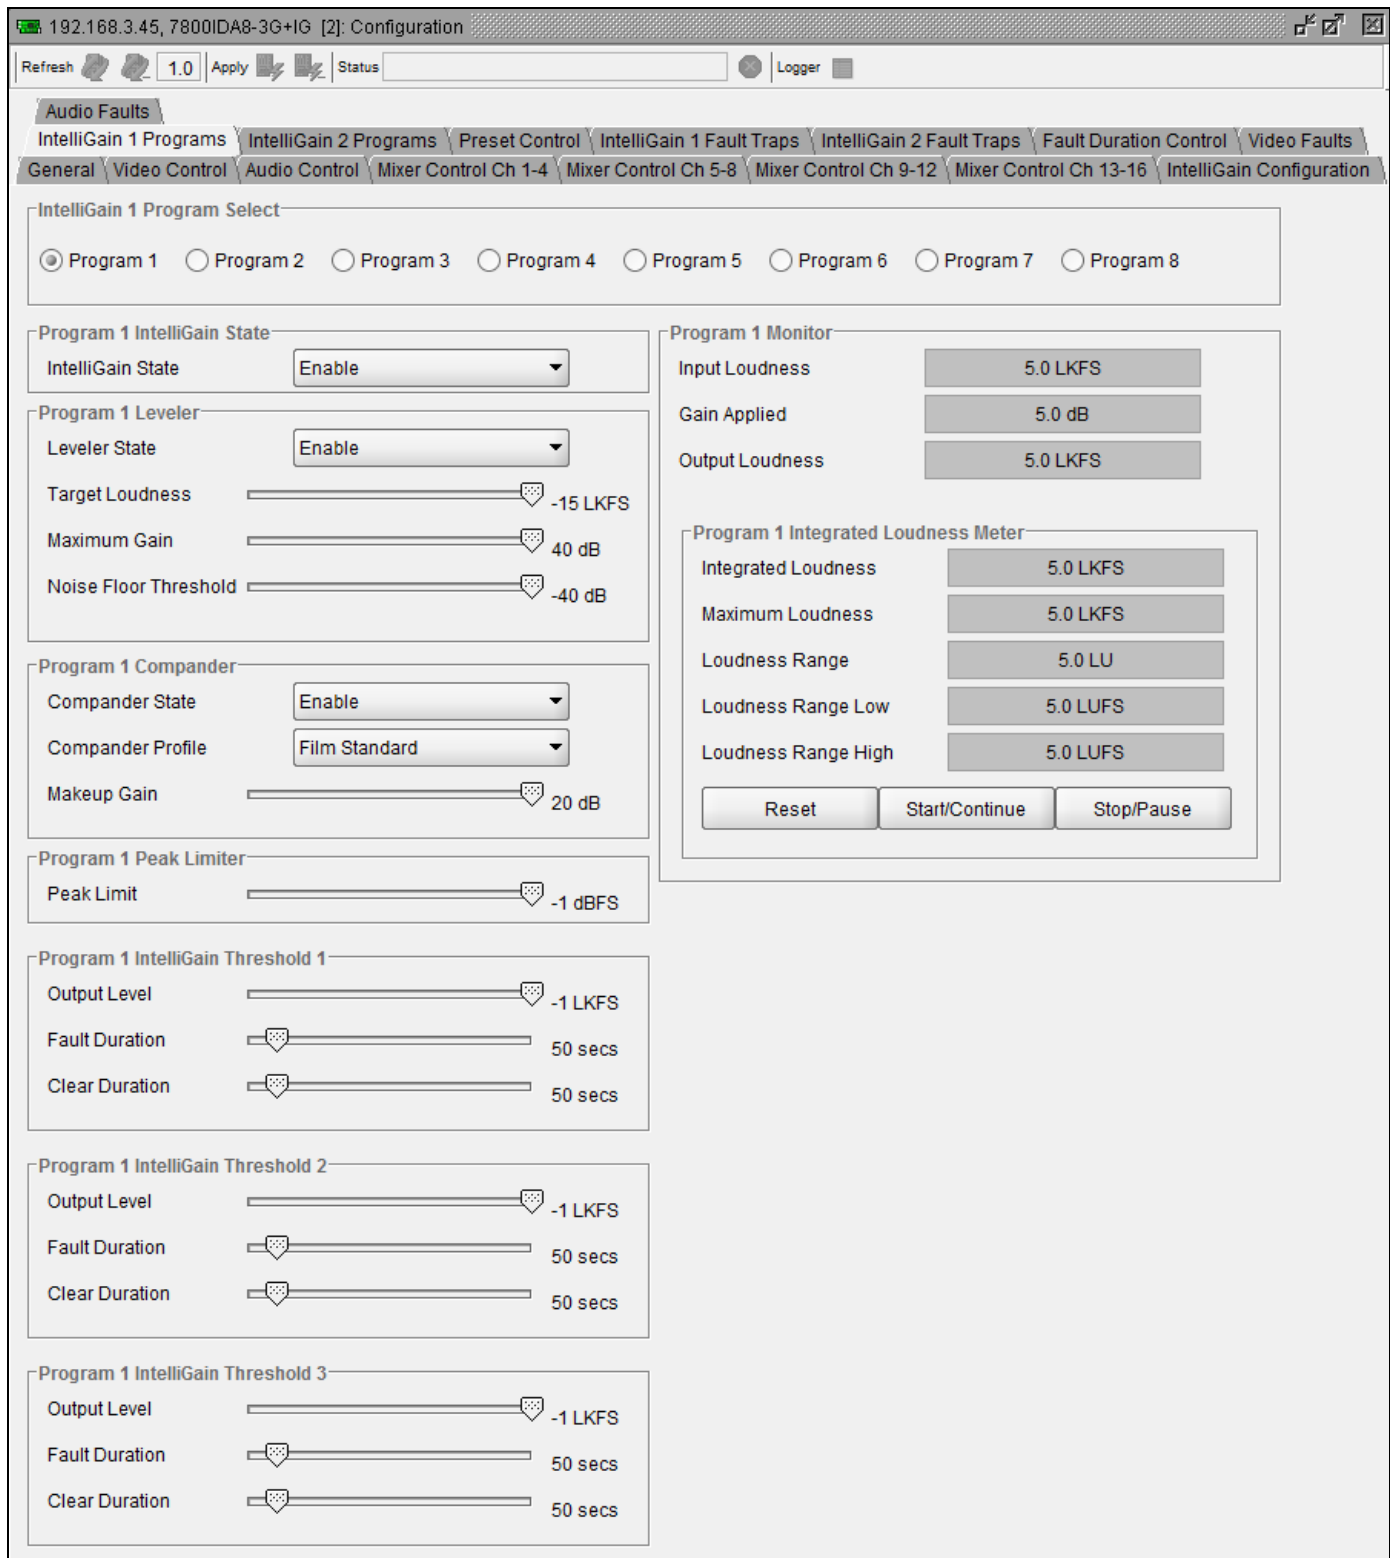 192.168.3.45, 7800IDA8-3G+IG [2]: Configuration
Refresh 1.0 Apply Status Logger
Audio Faults
IntelliGain 1 Programs IntelliGain 2 Programs Preset Control IntelliGain 1 Fault Traps IntelliGain 2 Fault Traps Fault Duration Control Video Faults
General Video Control Audio Control Mixer Control Ch 1-4 Mixer Control Ch 5-8 Mixer Control Ch 9-12 Mixer Control Ch 13-16 IntelliGain Configuration
IntelliGain 1 Program Select
Program 1 Program 2 Program 3 Program 4 Program 5 Program 6 Program 7 Program 8
Program 1 IntelliGain State
IntelliGain State Enable
Program 1 Leveler
Leveler State Enable
Target Loudness -15 LKFS
Maximum Gain 40 dB
Noise Floor Threshold -40 dB
Program 1 Compander
Compander State Enable
Compander Profile Film Standard
Makeup Gain 20 dB
Program 1 Peak Limiter
Peak Limit -1 dBFS
Program 1 IntelliGain Threshold 1
Output Level -1 LKFS
Fault Duration 50 secs
Clear Duration 50 secs
Program 1 IntelliGain Threshold 2
Output Level -1 LKFS
Fault Duration 50 secs
Clear Duration 50 secs
Program 1 IntelliGain Threshold 3
Output Level -1 LKFS
Fault Duration 50 secs
Clear Duration 50 secs
Program 1 Monitor
Input Loudness 5.0 LKFS
Gain Applied 5.0 dB
Output Loudness 5.0 LKFS
Program 1 Integrated Loudness Meter
Integrated Loudness 5.0 LKFS
Maximum Loudness 5.0 LKFS
Loudness Range 5.0 LU
Loudness Range Low 5.0 LUFS
Loudness Range High 5.0 LUFS
Reset Start/Continue Stop/Pause